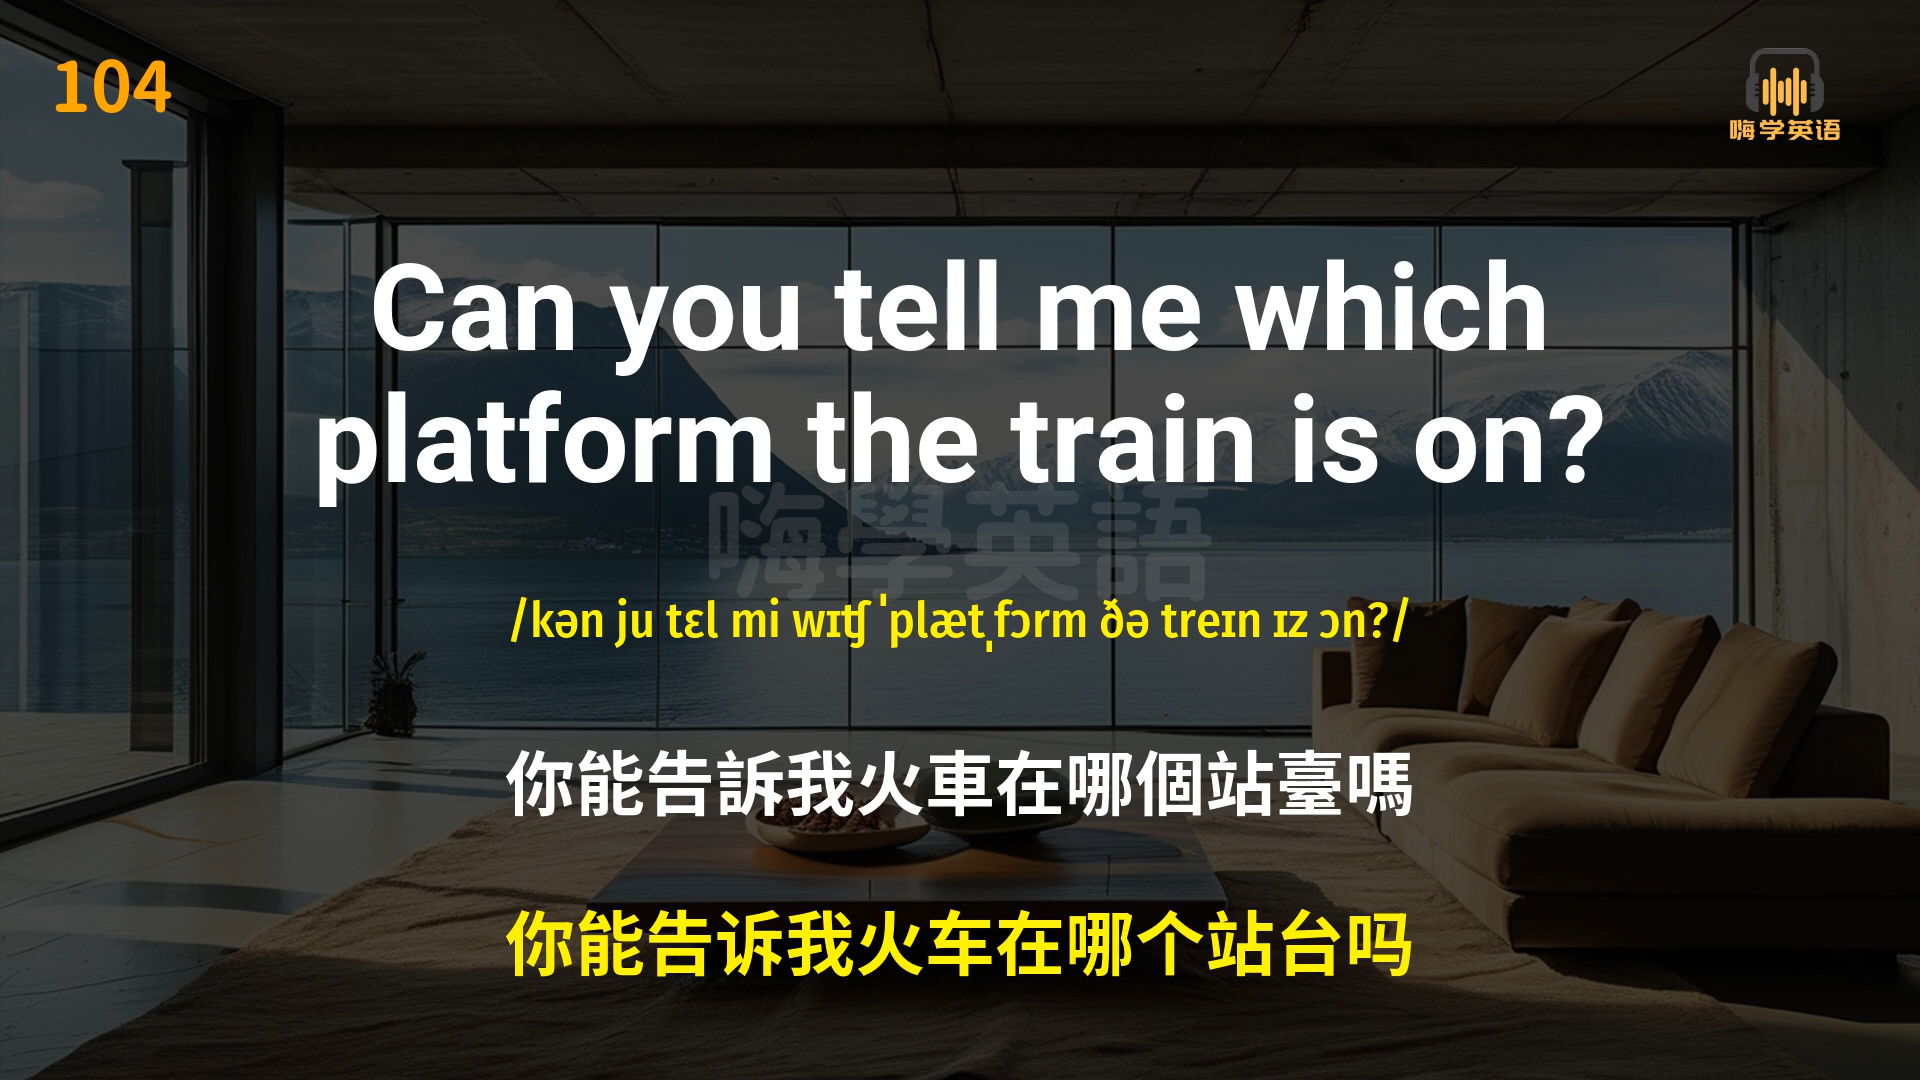 104
嗨学英语
Can you tell me which
platform the train is on?
嗨學英語
/kən ju tɛl mi wɪʧ ˈplætˌfɔrm ðə treɪn ɪz ɔn?/
你能告訴我火車在哪個站臺嗎
你能告诉我火车在哪个站台吗